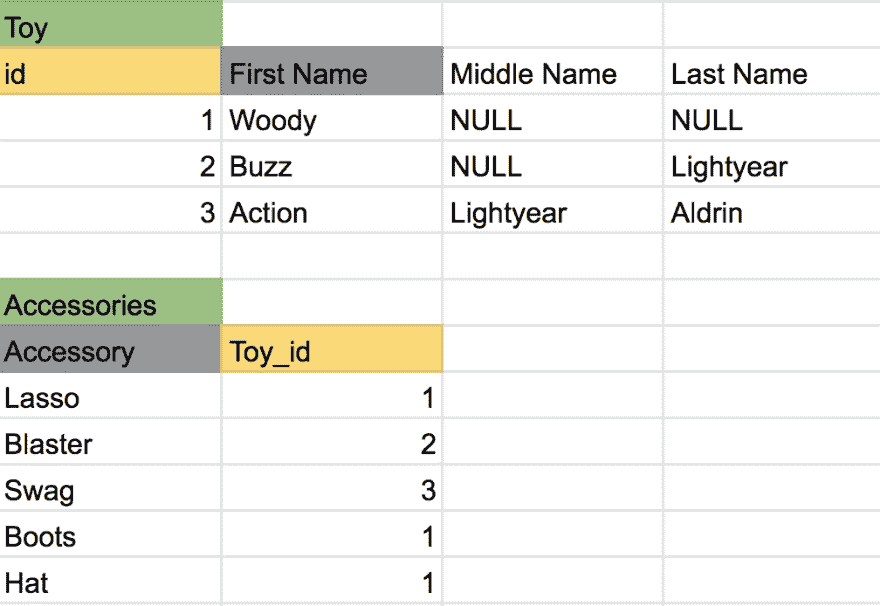 Toy
id First Name Middle Name Last Name
1 Woody NULL NULL
2 Buzz NULL Lightyear
3 Action Lightyear Aldrin
Accessories
Accessory Toy_id
Lasso 1
Blaster 2
Swag 3
Boots 1
Hat 1